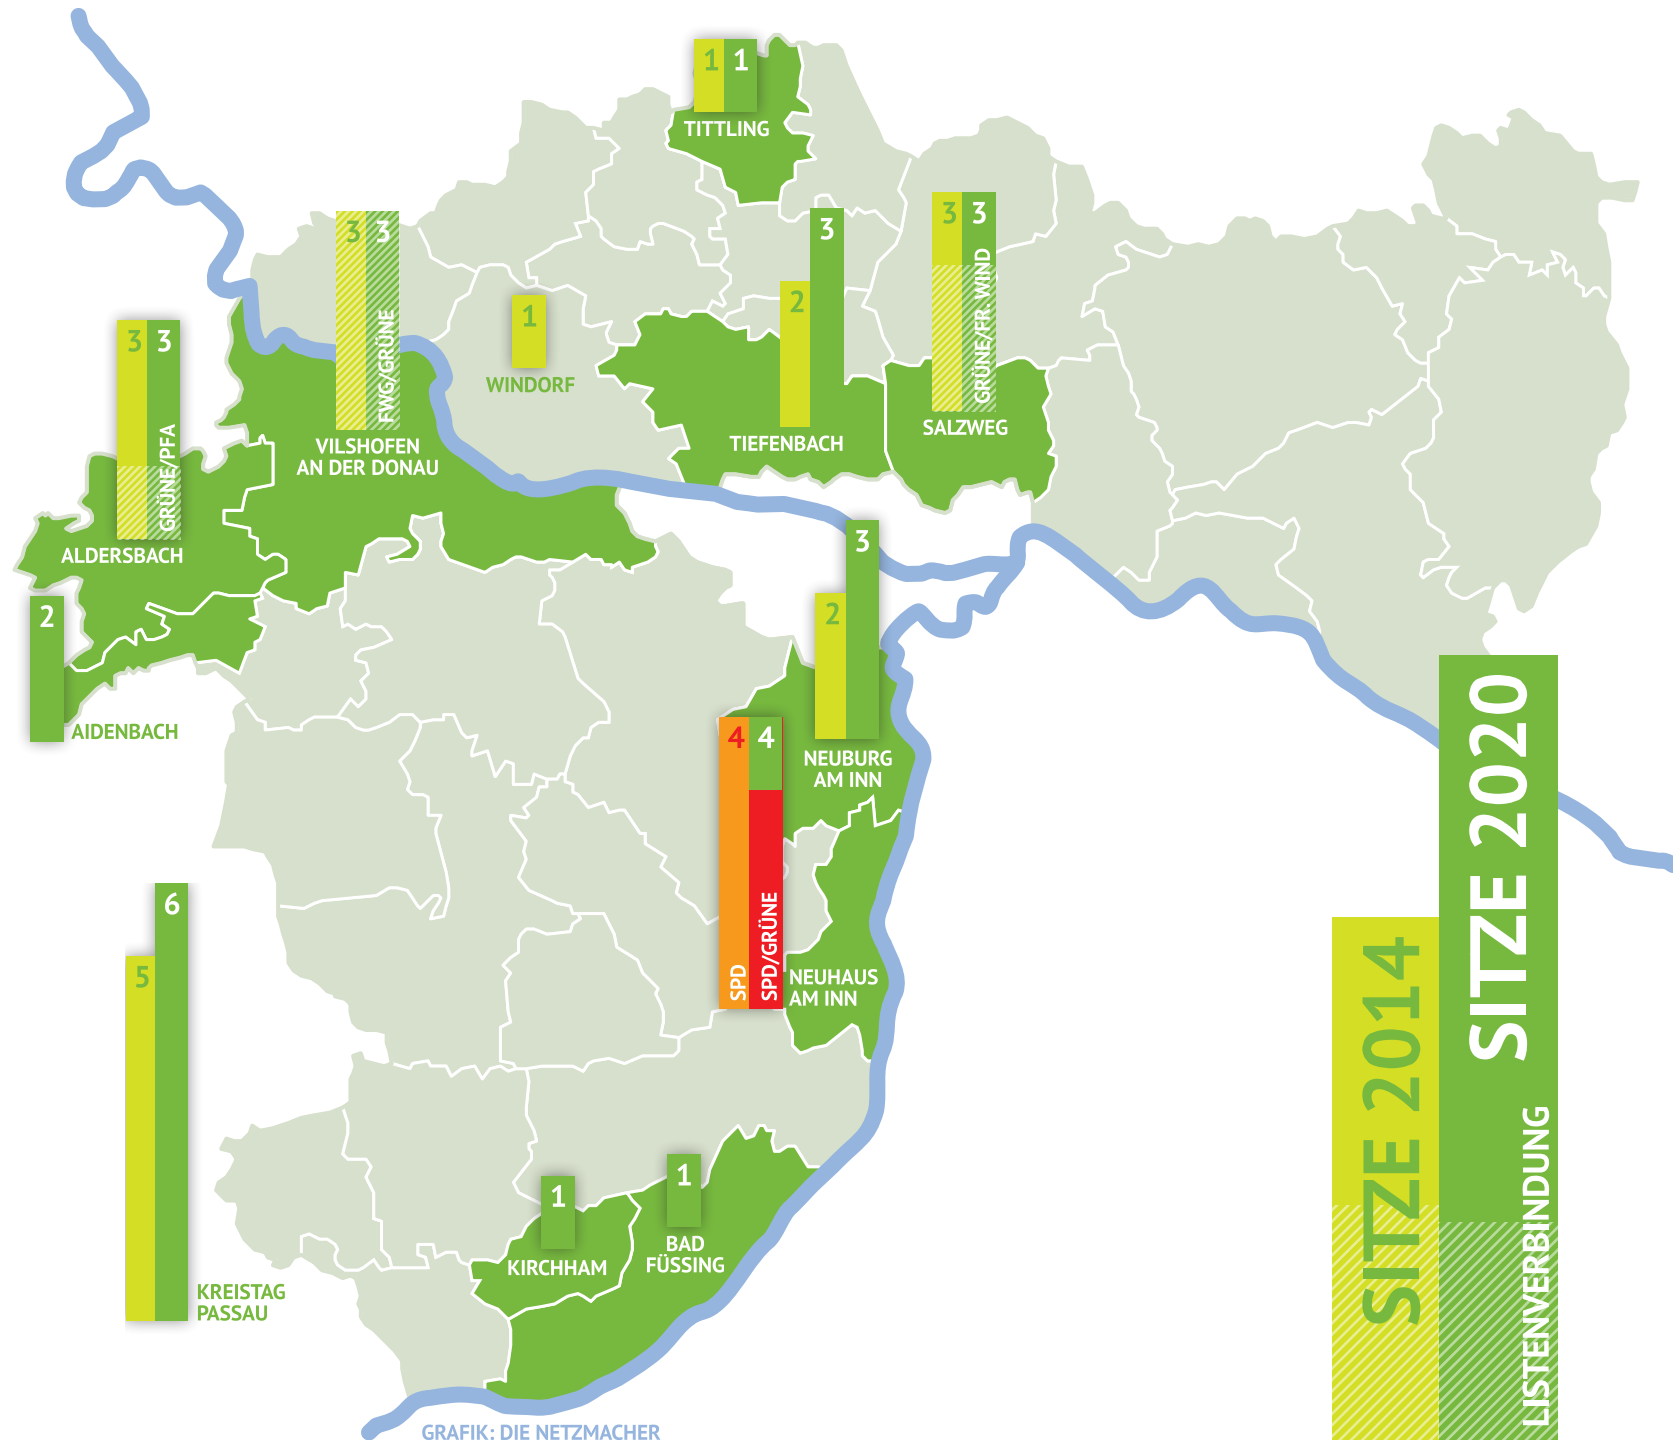 1 1
TITTLING
3 3
FWG/GRÜNE
VILSHOFEN
AN DER DONAU
1
WINDORF
2 3
TIEFENBACH
3 3
GRÜNE/FR. WIND
SALZWEG
3 3
GRÜNE/PFA
ALDERSBACH
2
AIDENBACH
2 3
NEUBURG
AM INN
4 4
SPD
SPD/GRÜNE
NEUHAUS
AM INN
5 6
KREISTAG
PASSAU
1
KIRCHHAM
1
BAD
FÜSSING
SITZE 2014
SITZE 2020
LISTENVERBINDUNG
GRAFIK: DIE NETZMACHER